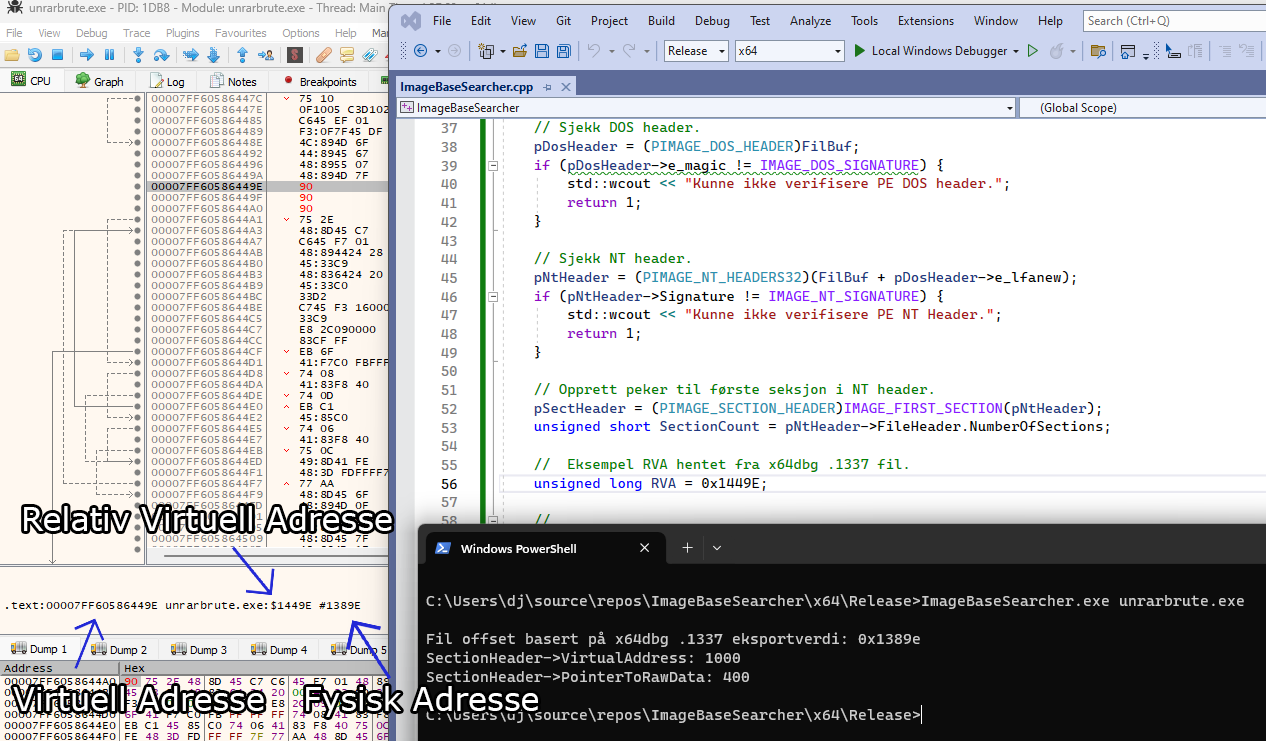 unrarbrute.exe - PID: 1DB8 - Module: unrarbrute.exe - Thread: Main
File View Debug Trace Plugins Favourites Options Help
CPU Graph Log Notes Breakpoints
00007FF60586447C 75 10
00007FF60586447E 0F1005 C3D102
00007FF605864485 C645 EF 01
00007FF605864489 F3:0F7F45 DF
00007FF60586448E 4C:894D 6F
00007FF605864492 44:8945 67
00007FF605864496 48:8955 07
00007FF60586449A 48:894D 7F
00007FF60586449E 90
00007FF60586449F 90
00007FF6058644A0 90
00007FF6058644A1 75 2E
00007FF6058644A3 48:8D45 C7
00007FF6058644A7 C645 F7 01
00007FF6058644AB 48:894424 28
00007FF6058644B0 45:33C9
00007FF6058644B3 48:836424 20
00007FF6058644B9 45:33C0
00007FF6058644BC 33D2
00007FF6058644BE C745 F3 16000
00007FF6058644C5 33C9
00007FF6058644C7 E8 2C090000
00007FF6058644CC 83CF FF
00007FF6058644CF EB 6F
00007FF6058644D1 41:F7C0 FBFFF
00007FF6058644D8 74 08
00007FF6058644DA 41:83F8 40
00007FF6058644DE 74 0D
00007FF6058644E0 EB C1
00007FF6058644E2 45:85C0
00007FF6058644E5 74 06
00007FF6058644E7 41:83F8 40
00007FF6058644EB 75 0C
00007FF6058644ED 49:8D41 FE
00007FF6058644F1 48:3D FDFFFF7
00007FF6058644F7 77 AA
00007FF6058644F9 48:8D45 6F
00007FF605864509 48:8D45 7F
Relativ Virtuell Adresse
.text:00007FF60586449E unrarbrute.exe:$1449E #1389E
Dump 1 Dump 2 Dump 3 Dump 4 Dump 5
Address Hex
00007FF6058644A0 90 75 2E 48 8D 45 C7 C6 45 F7 01 48
Virtuell Adresse Fysisk Adresse
00007FF6058644E0 EB C1 45 85 C0 74 06 41 83 F8 40 75 0C
00007FF6058644F0 FE 48 3D FD FF FF 7F 77 AA 48 8D 45 6F
File Edit View Git Project Build Debug Test Analyze Tools Extensions Window Help Search (Ctrl+Q)
Release x64 Local Windows Debugger
ImageBaseSearcher.cpp
ImageBaseSearcher (Global Scope)
37 // Sjekk DOS header.
38 pDosHeader = (PIMAGE_DOS_HEADER)FilBuf;
39 if (pDosHeader->e_magic != IMAGE_DOS_SIGNATURE) {
40 std::wcout << "Kunne ikke verifisere PE DOS header.";
41 return 1;
42 }
43
44 // Sjekk NT header.
45 pNtHeader = (PIMAGE_NT_HEADERS32)(FilBuf + pDosHeader->e_lfanew);
46 if (pNtHeader->Signature != IMAGE_NT_SIGNATURE) {
47 std::wcout << "Kunne ikke verifisere PE NT Header.";
48 return 1;
49 }
50
51 // Opprett peker til første seksjon i NT header.
52 pSectHeader = (PIMAGE_SECTION_HEADER)IMAGE_FIRST_SECTION(pNtHeader);
53 unsigned short SectionCount = pNtHeader->FileHeader.NumberOfSections;
54
55 // Eksempel RVA hentet fra x64dbg .1337 fil.
56 unsigned long RVA = 0x1449E;
57
58 //
Windows PowerShell
C:\Users\dj\source\repos\ImageBaseSearcher\x64\Release>ImageBaseSearcher.exe unrarbrute.exe
Fil offset basert på x64dbg .1337 eksportverdi: 0x1389e
SectionHeader->VirtualAddress: 1000
SectionHeader->PointerToRawData: 400
C:\Users\dj\source\repos\ImageBaseSearcher\x64\Release>